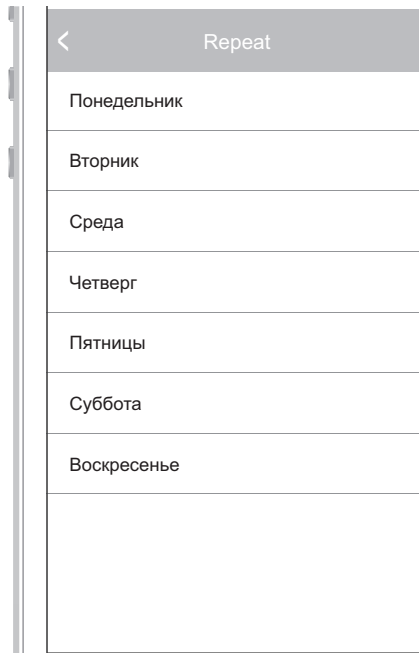 Repeat
Понедельник
Вторник
Среда
Четверг
Пятницы
Суббота
Воскресенье